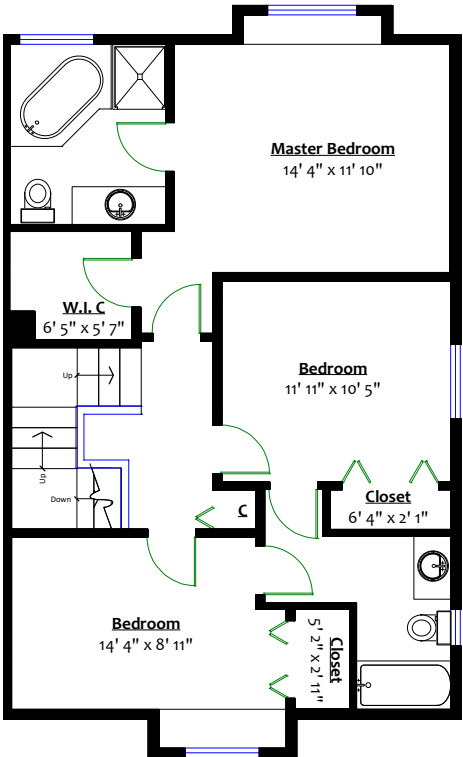 Master Bedroom
14' 4" x 11' 10"
W.I. C
6' 5" x 5' 7"
Bedroom
11' 11" x 10' 5"
Up
Up
Down
Closet
6' 4" x 2' 1"
C
Bedroom
14' 4" x 8' 11"
Closet
5' 2" x 2' 11"